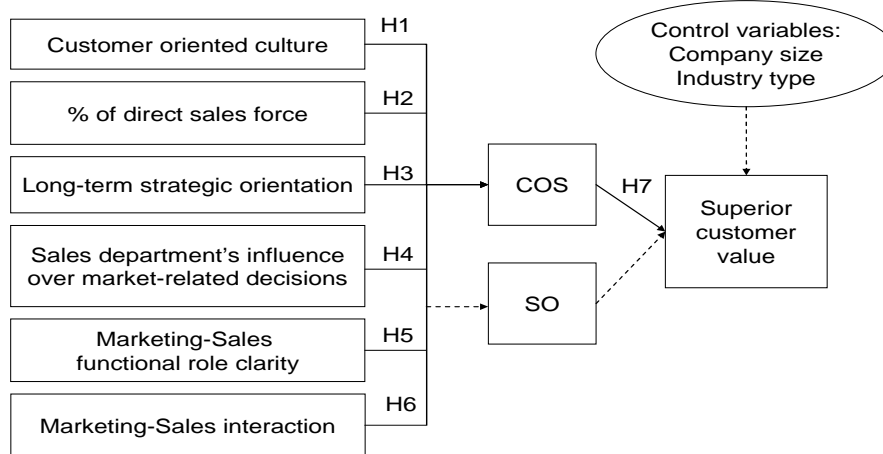 Customer oriented culture
H1
% of direct sales force
H2
Long-term strategic orientation
H3
Sales department's influence
over market-related decisions
H4
Marketing-Sales
functional role clarity
H5
Marketing-Sales interaction
H6
COS
SO
H7
Control variables:
Company size
Industry type
Superior
customer
value